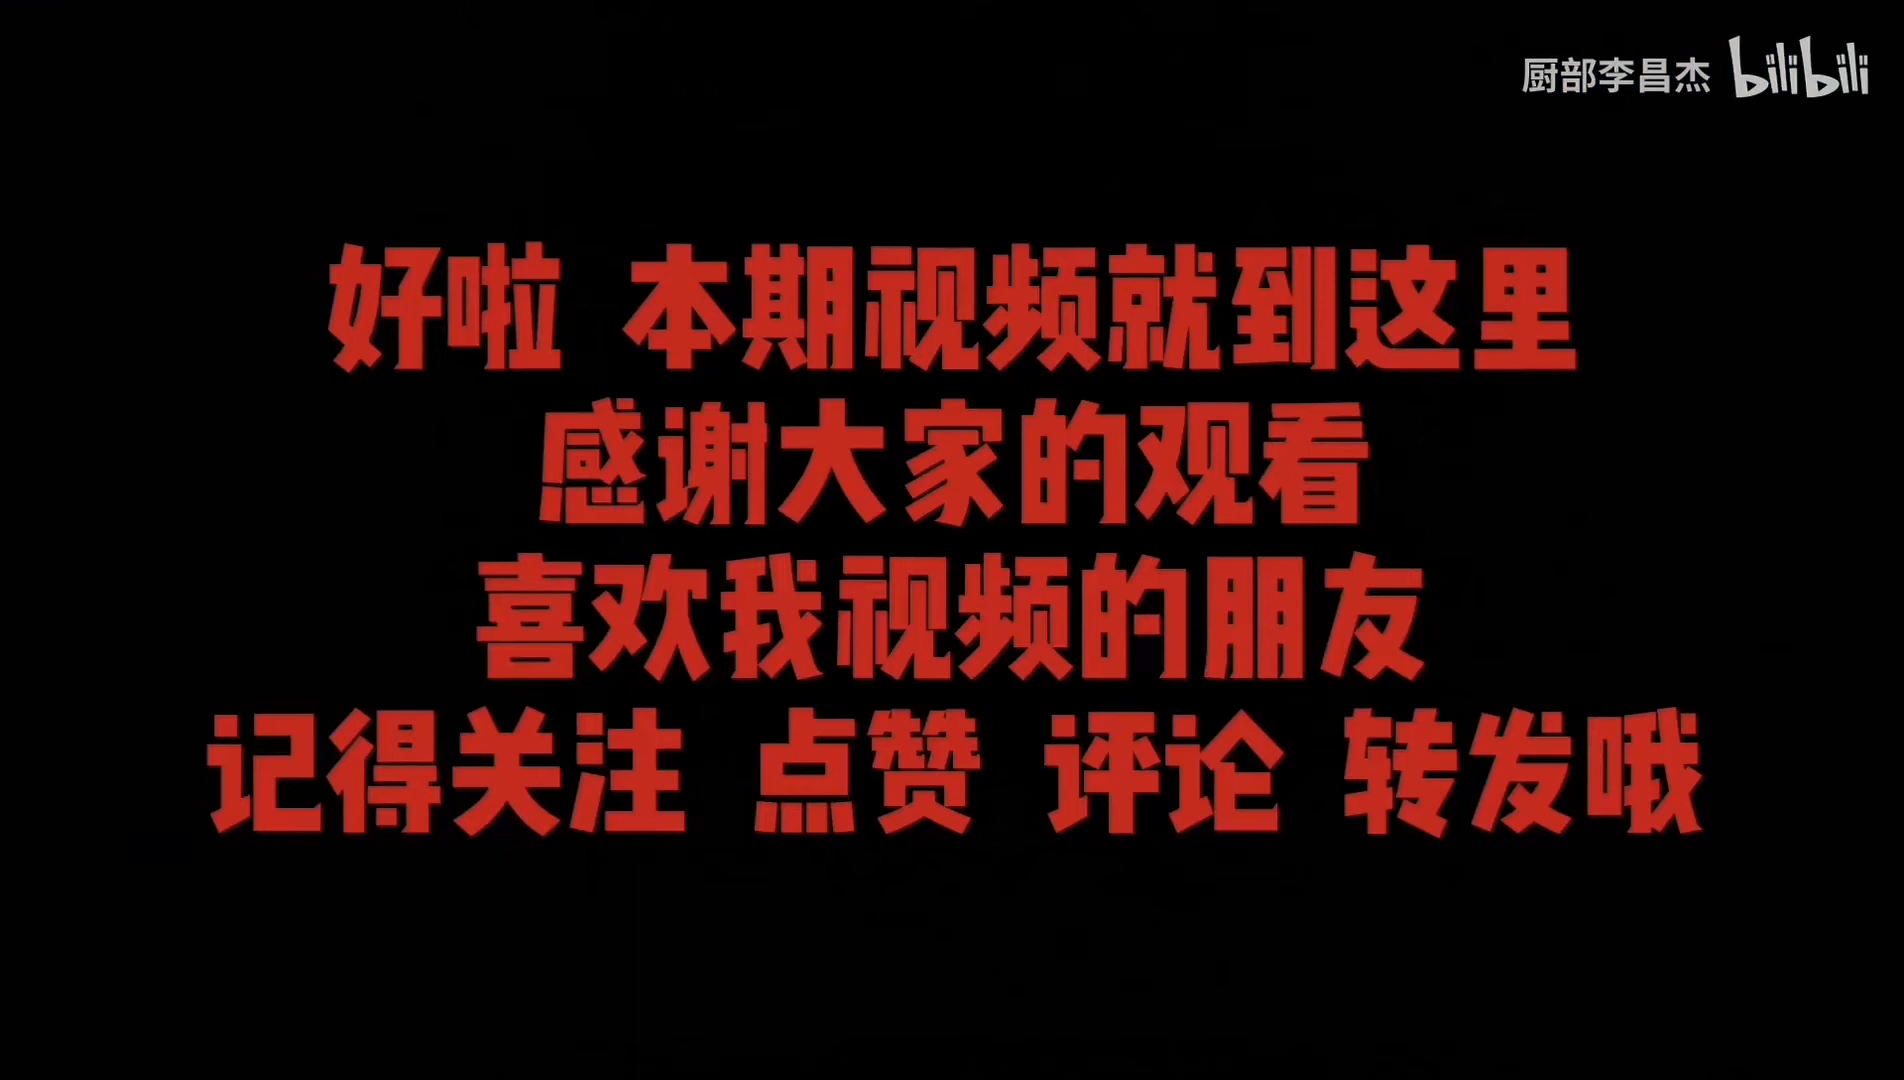 厨部李昌杰 bilibili
好啦 本期视频就到这里
感谢大家的观看
喜欢我视频的朋友
记得关注 点赞 评论 转发哦